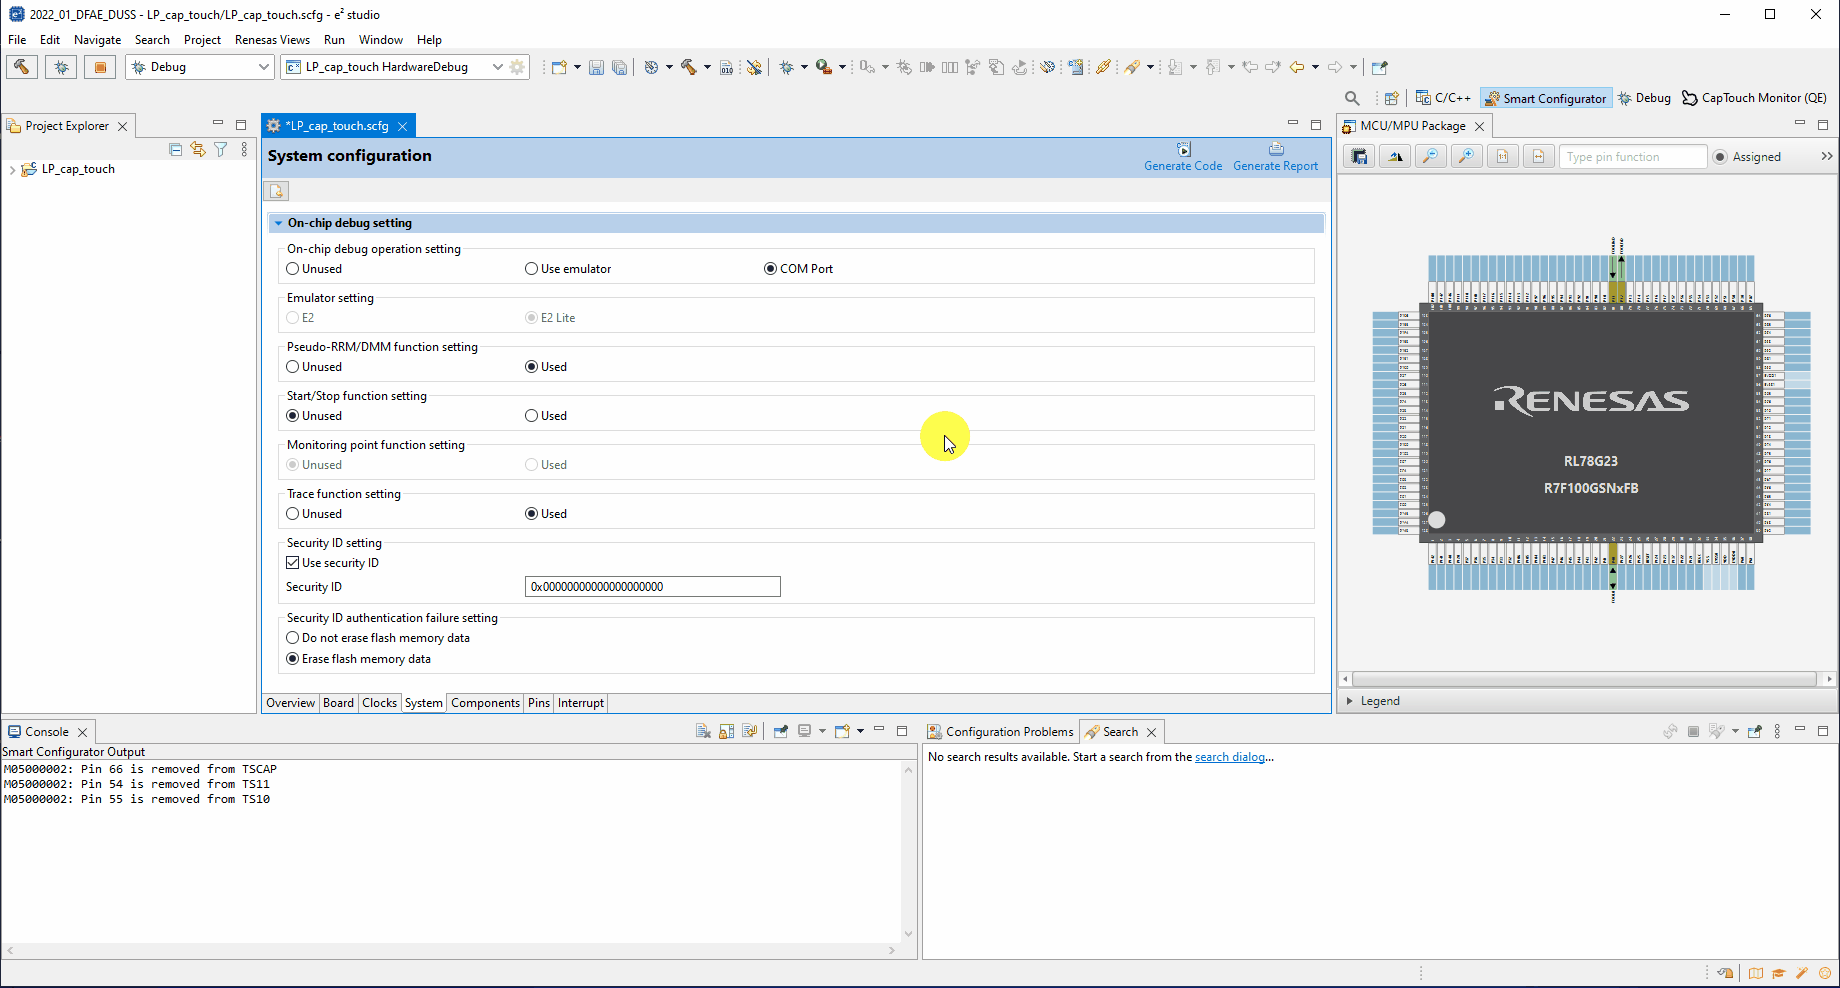 2022_01_DFAE_DUSS - LP_cap_touch/LP_cap_touch.scfg - e² studio
File Edit Navigate Search Project Renesas Views Run Window Help
Debug LP_cap_touch HardwareDebug
C/C++ Smart Configurator Debug CapTouch Monitor (QE)
Project Explorer
LP_cap_touch
*LP_cap_touch.scfg
System configuration
Generate Code Generate Report
On-chip debug setting
On-chip debug operation setting
Unused Use emulator COM Port
Emulator setting
E2 E2 Lite
Pseudo-RRM/DMM function setting
Unused Used
Start/Stop function setting
Unused Used
Monitoring point function setting
Unused Used
Trace function setting
Unused Used
Security ID setting
Use security ID
Security ID 0x00000000000000000000
Security ID authentication failure setting
Do not erase flash memory data
Erase flash memory data
Overview Board Clocks System Components Pins Interrupt
MCU/MPU Package
Type pin function Assigned
RENESAS
RL78G23
R7F100GSNxFB
Legend
Console
Smart Configurator Output
M05000002: Pin 66 is removed from TSCAP
M05000002: Pin 54 is removed from TS11
M05000002: Pin 55 is removed from TS10
Configuration Problems Search
No search results available. Start a search from the search dialog...